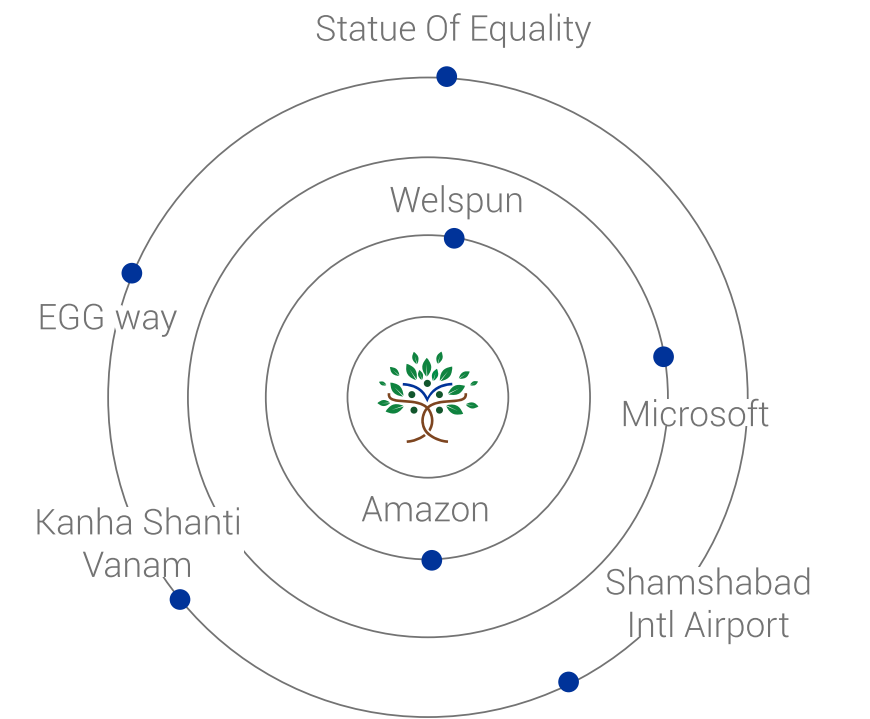 Statue Of Equality
Welspun
EGG way
Microsoft
Amazon
Kanha Shanti
Vanam
Shamshabad
Intl Airport